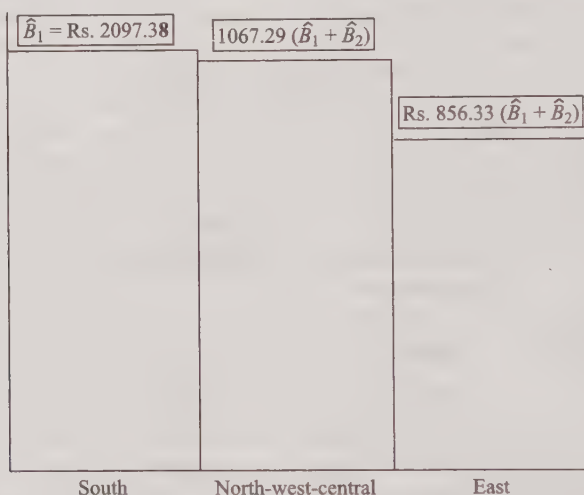 B̂₁ = Rs. 2097.38
1067.29 (B̂₁ + B̂₂)
Rs. 856.33 (B̂₁ + B̂₂)
South
North-west-central
East